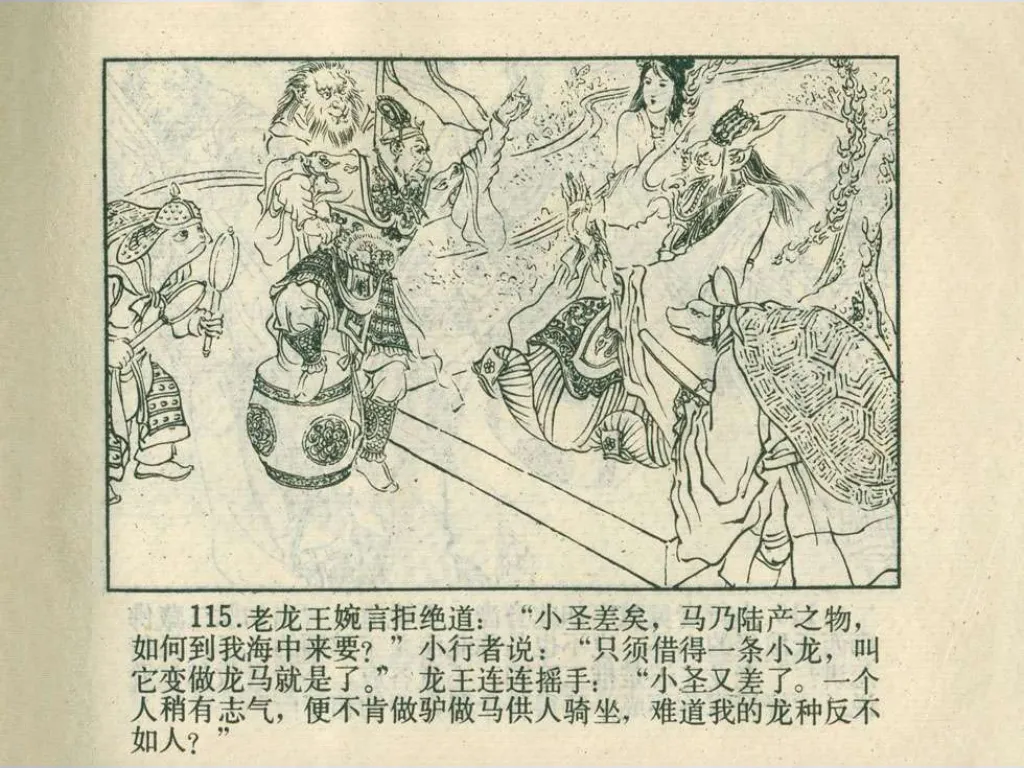 115.老龙王婉言拒绝道：“小圣差矣，马乃陆产之物，
如何到我海中来要？”小行者说：“只须借得一条小龙，叫
它变做龙马就是了。”龙王连连摇手：“小圣又差了。一个
人稍有志气，便不肯做驴做马供人骑坐，难道我的龙种反不
如人？”